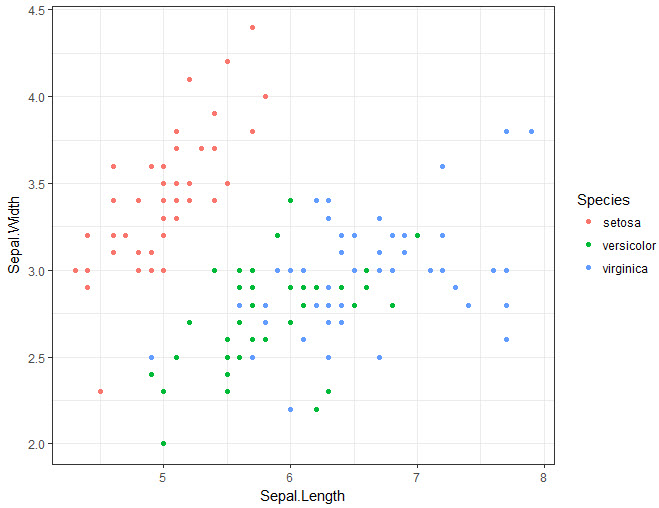 4.5
4.0
3.5
3.0
2.5
2.0
Sepal.Width
5 6 7 8
Sepal.Length
Species
setosa
versicolor
virginica